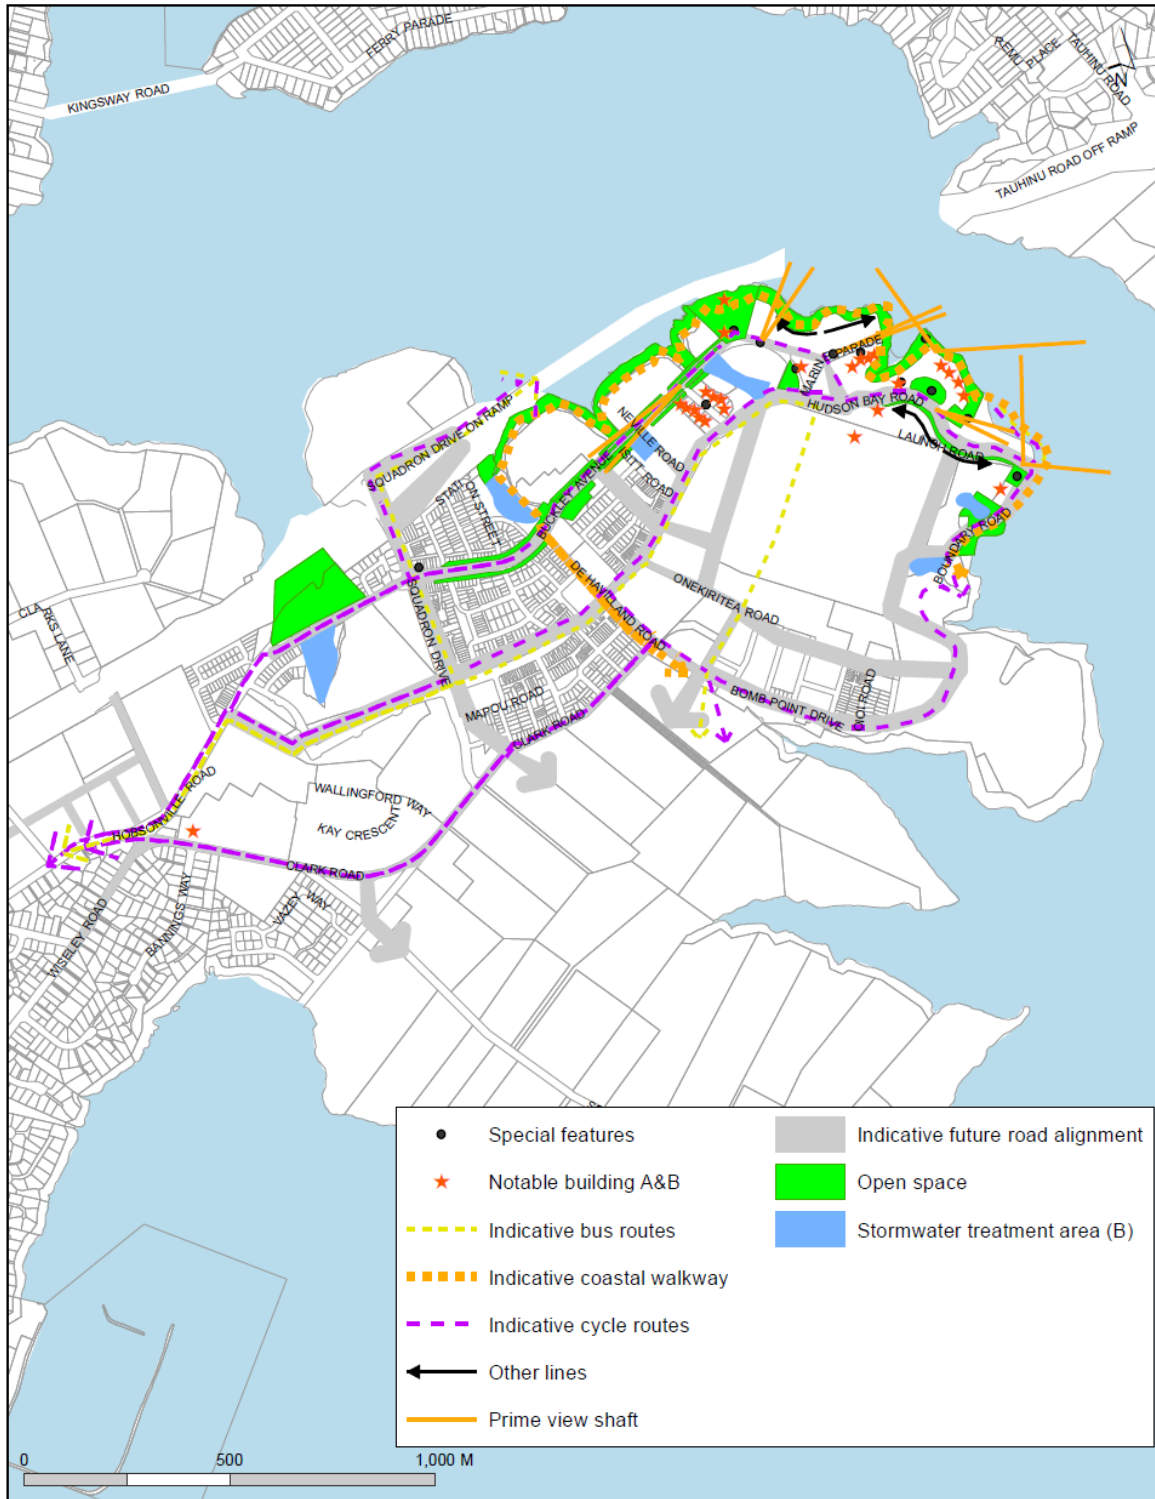 FERRY PARADE
KINGSWAY ROAD
REMU PLACE
TAUHINU ROAD
N
TAUHINU ROAD OFF RAMP
MARINE PARADE
HUDSON BAY ROAD
LAUNCH ROAD
NEVILLE ROAD
SITT ROAD
SQUADRON DRIVE ON RAMP
STATION STREET
BUCKLEY AVENUE
BOUNDARY ROAD
DE HAVILLAND ROAD
ONEKIRITEA ROAD
CLARKS LANE
SQUADRON DRIVE
MAPOU ROAD
CLARK ROAD
BOMB POINT DRIVE
OIOI ROAD
WALLINGFORD WAY
KAY CRESCENT
HOBSONVILLE ROAD
CLARK ROAD
VAZEY WAY
BANNINGS WAY
WISELEY ROAD
Special features
Notable building A&B
Indicative bus routes
Indicative coastal walkway
Indicative cycle routes
Other lines
Prime view shaft
Indicative future road alignment
Open space
Stormwater treatment area (B)
0 500 1,000 M